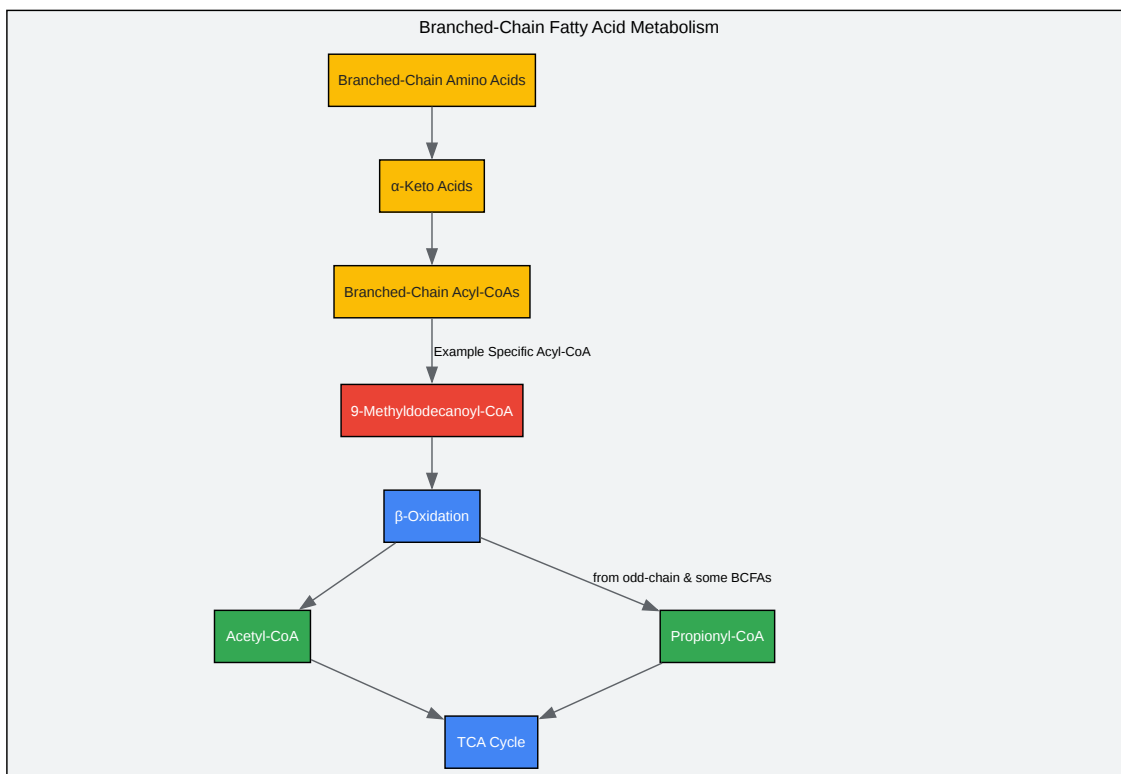 Branched-Chain Fatty Acid Metabolism
Branched-Chain Amino Acids
α-Keto Acids
Branched-Chain Acyl-CoAs
Example Specific Acyl-CoA
9-Methyldodecanoyl-CoA
β-Oxidation
from odd-chain & some BCFAs
Acetyl-CoA
Propionyl-CoA
TCA Cycle